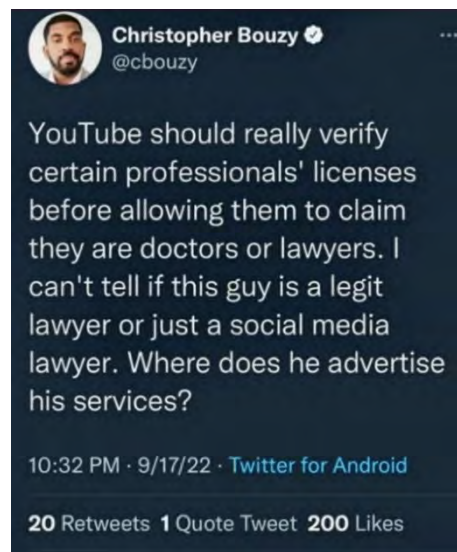 Christopher Bouzy
@cbouzy
YouTube should really verify
certain professionals' licenses
before allowing them to claim
they are doctors or lawyers. I
can't tell if this guy is a legit
lawyer or just a social media
lawyer. Where does he advertise
his services?
10:32 PM · 9/17/22 · Twitter for Android
20 Retweets 1 Quote Tweet 200 Likes